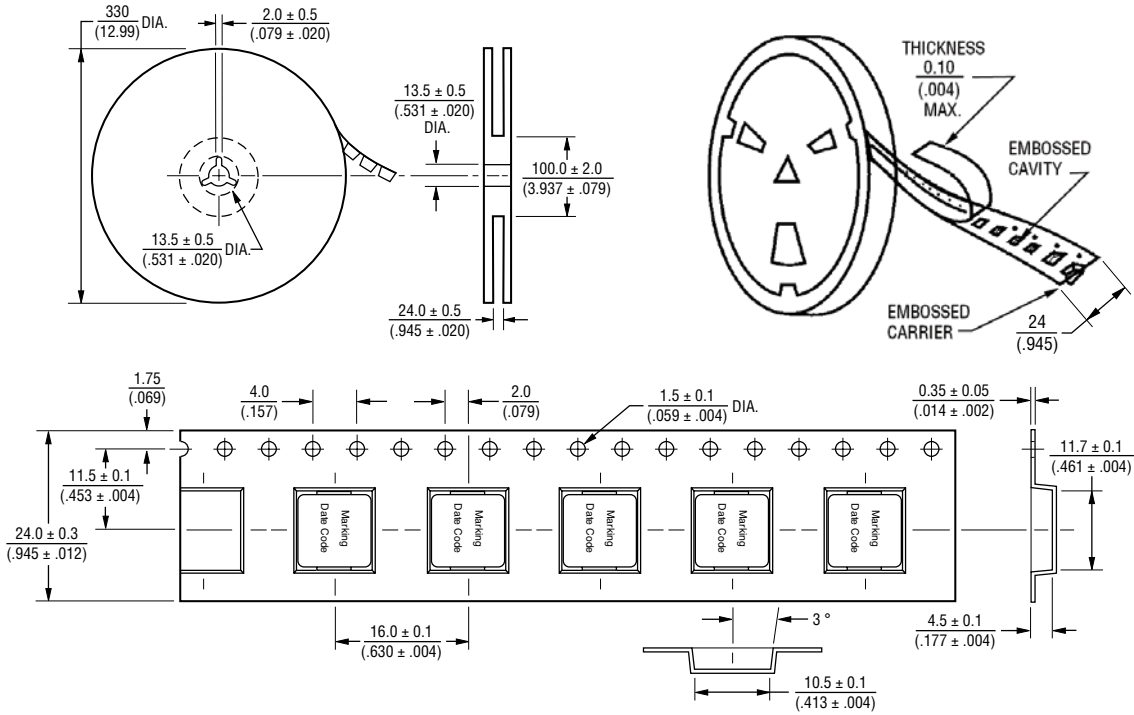 330
(12.99) DIA.
2.0 ± 0.5
(.079 ± .020)
13.5 ± 0.5
(.531 ± .020)
DIA.
100.0 ± 2.0
(3.937 ± .079)
13.5 ± 0.5
(.531 ± .020) DIA.
24.0 ± 0.5
(.945 ± .020)
THICKNESS
0.10
(.004)
MAX.
EMBOSSED
CAVITY
EMBOSSED
CARRIER
24
(.945)
1.75
(.069)
4.0
(.157)
2.0
(.079)
1.5 ± 0.1
(.059 ± .004) DIA.
0.35 ± 0.05
(.014 ± .002)
11.5 ± 0.1
(.453 ± .004)
11.7 ± 0.1
(.461 ± .004)
24.0 ± 0.3
(.945 ± .012)
Marking
Date Code
Marking
Date Code
Marking
Date Code
Marking
Date Code
Marking
Date Code
16.0 ± 0.1
(.630 ± .004)
3 °
4.5 ± 0.1
(.177 ± .004)
10.5 ± 0.1
(.413 ± .004)